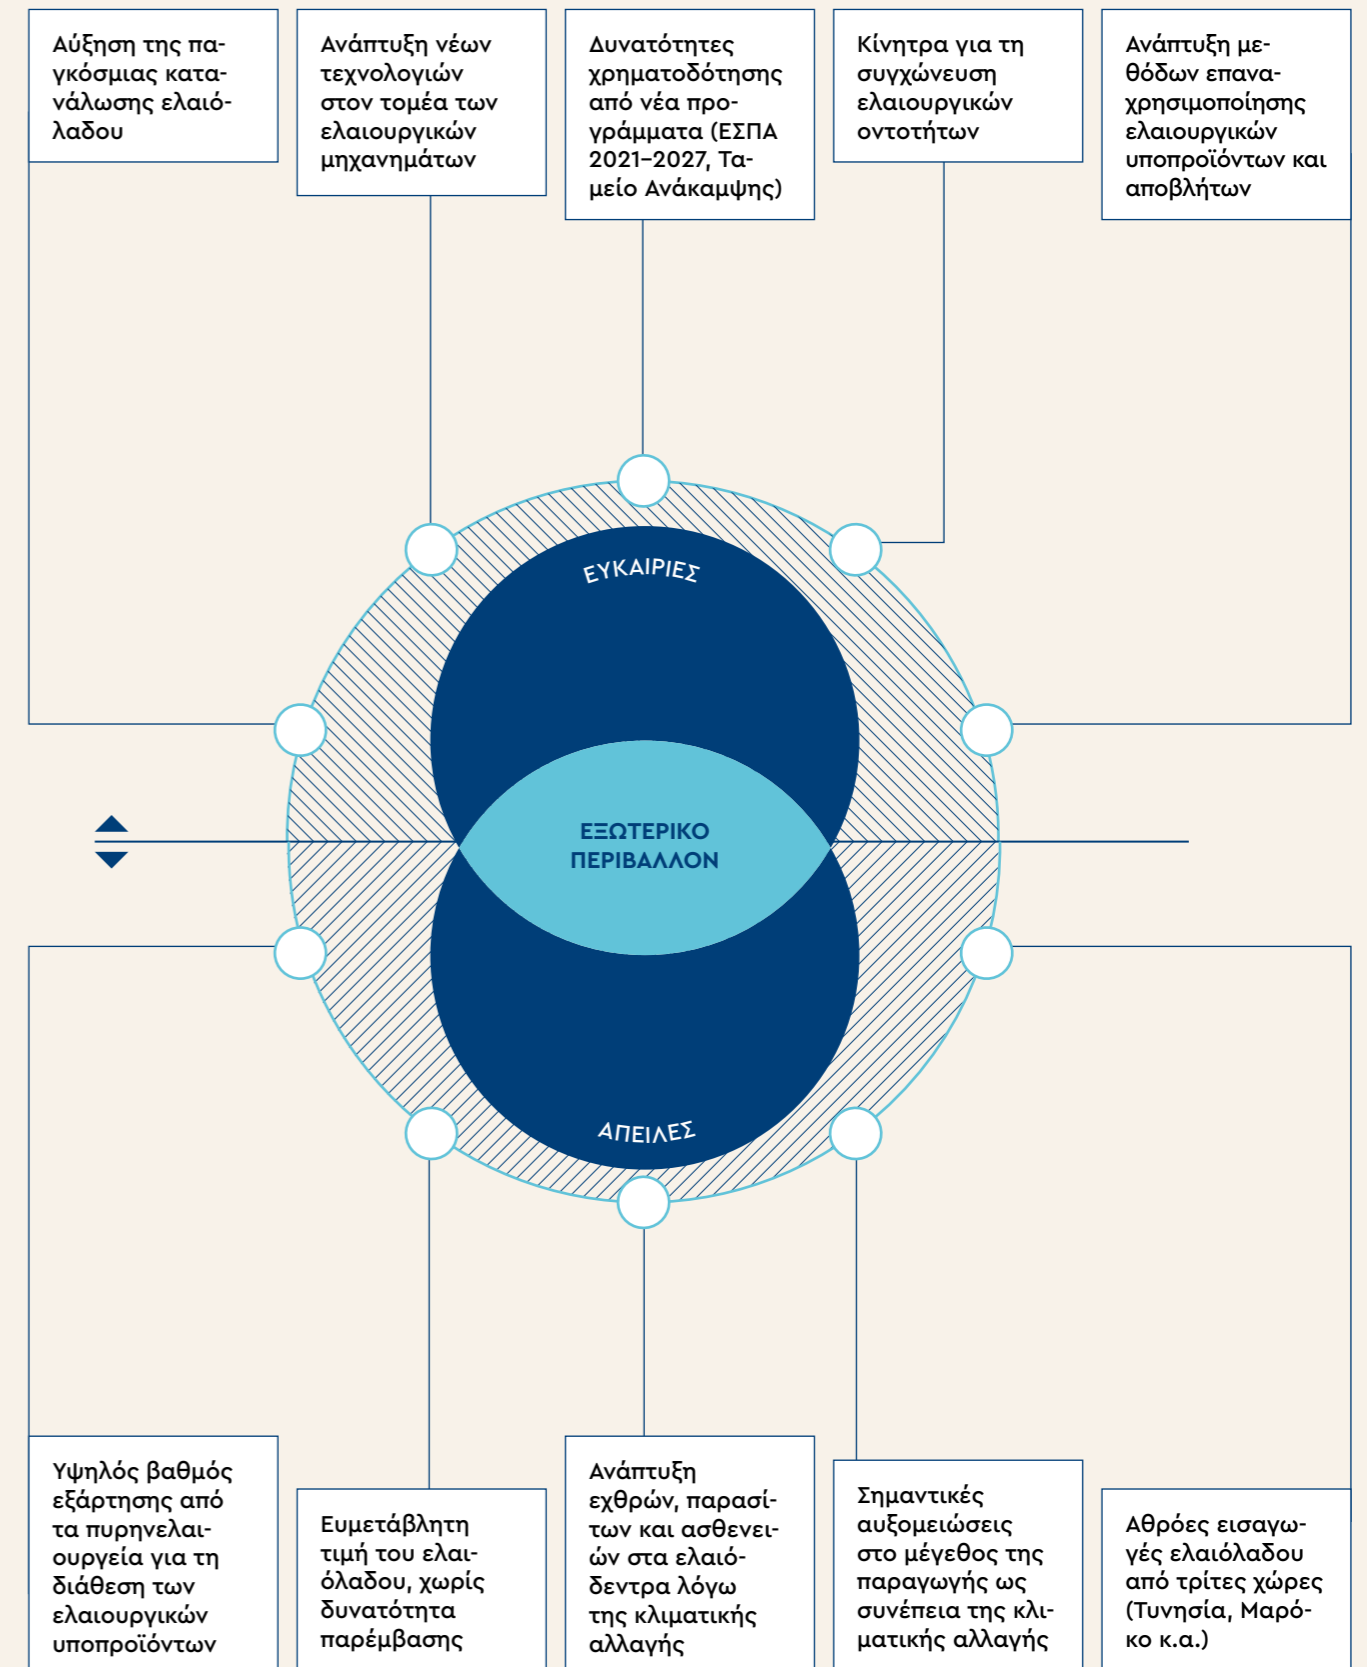 Αύξηση της πα-
γκόσμιας κατα-
νάλωσης ελαιό-
λαδου
Ανάπτυξη νέων
τεχνολογιών
στον τομέα των
ελαιουργικών
μηχανημάτων
Δυνατότητες
χρηματοδότησης
από νέα προ-
γράμματα (ΕΣΠΑ
2021–2027, Τα-
μείο Ανάκαμψης)
Κίνητρα για τη
συγχώνευση
ελαιουργικών
οντοτήτων
Ανάπτυξη με-
θόδων επανα-
χρησιμοποίησης
ελαιουργικών
υποπροϊόντων και
αποβλήτων
ΕΥΚΑΙΡΙΕΣ
ΕΞΩΤΕΡΙΚΟ
ΠΕΡΙΒΑΛΛΟΝ
ΑΠΕΙΛΕΣ
Υψηλός βαθμός
εξάρτησης από
τα πυρηνελαι-
ουργεία για τη
διάθεση των
ελαιουργικών
υποπροϊόντων
Ευμετάβλητη
τιμή του ελαι-
όλαδου, χωρίς
δυνατότητα
παρέμβασης
Ανάπτυξη
εχθρών, παρασί-
των και ασθενει-
ών στα ελαιό-
δεντρα λόγω
της κλιματικής
αλλαγής
Σημαντικές
αυξομειώσεις
στο μέγεθος της
παραγωγής ως
συνέπεια της κλι-
ματικής αλλαγής
Αθρόες εισαγω-
γές ελαιόλαδου
από τρίτες χώρες
(Τυνησία, Μαρό-
κο κ.α.)